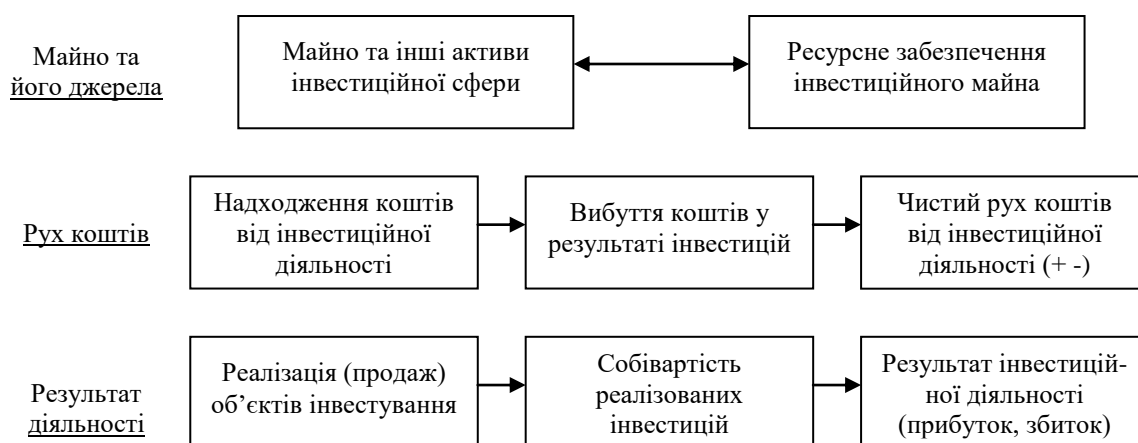 Майно та
його джерела
Майно та інші активи
інвестиційної сфери
Ресурсне забезпечення
інвестиційного майна
Рух коштів
Надходження коштів
від інвестиційної
діяльності
Вибуття коштів у
результаті інвестицій
Чистий рух коштів
від інвестиційної
діяльності (+ -)
Результат
діяльності
Реалізація (продаж)
об’єктів інвестування
Собівартість
реалізованих
інвестицій
Результат інвестицій-
ної діяльності
(прибуток, збиток)